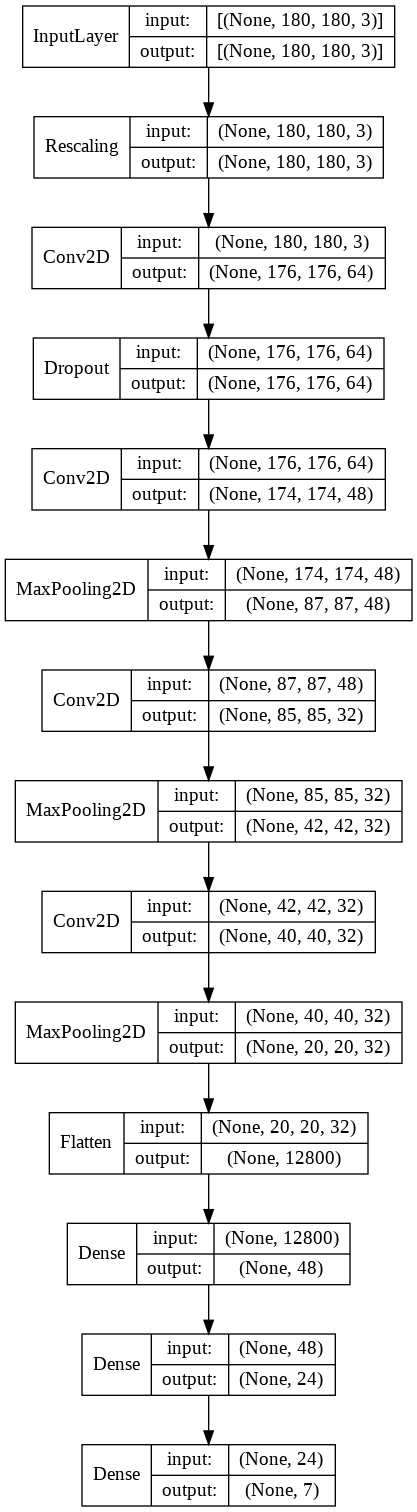 InputLayer input: [(None, 180, 180, 3)]
output: [(None, 180, 180, 3)]
Rescaling input: (None, 180, 180, 3)
output: (None, 180, 180, 3)
Conv2D input: (None, 180, 180, 3)
output: (None, 176, 176, 64)
Dropout input: (None, 176, 176, 64)
output: (None, 176, 176, 64)
Conv2D input: (None, 176, 176, 64)
output: (None, 174, 174, 48)
MaxPooling2D input: (None, 174, 174, 48)
output: (None, 87, 87, 48)
Conv2D input: (None, 87, 87, 48)
output: (None, 85, 85, 32)
MaxPooling2D input: (None, 85, 85, 32)
output: (None, 42, 42, 32)
Conv2D input: (None, 42, 42, 32)
output: (None, 40, 40, 32)
MaxPooling2D input: (None, 40, 40, 32)
output: (None, 20, 20, 32)
Flatten input: (None, 20, 20, 32)
output: (None, 12800)
Dense input: (None, 12800)
output: (None, 48)
Dense input: (None, 48)
output: (None, 24)
Dense input: (None, 24)
output: (None, 7)